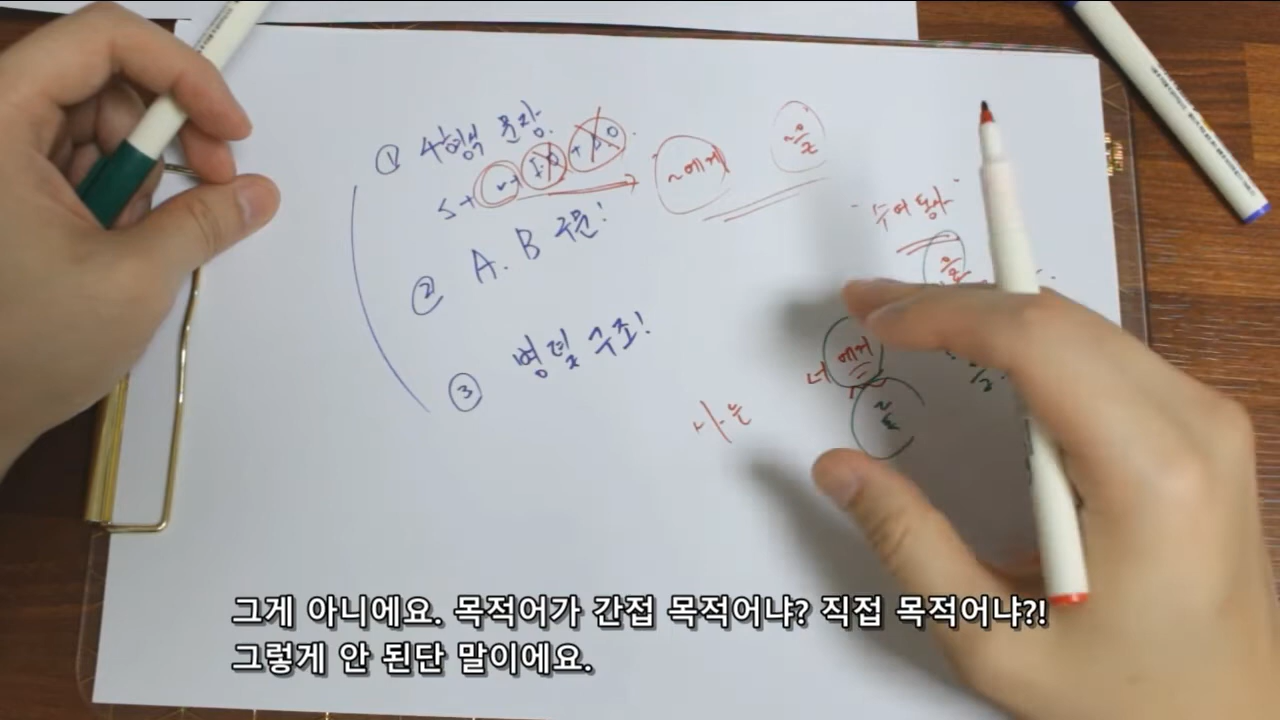 ① 4형식 문장.
S + v + I.O + D.O
~에게
~을
② A. B 구문!
③ 병렬 구조!
수여 동사
을
너 에게
를
나는
그게 아니에요. 목적어가 간접 목적어냐? 직접 목적어냐?!
그렇게 안 된단 말이에요.